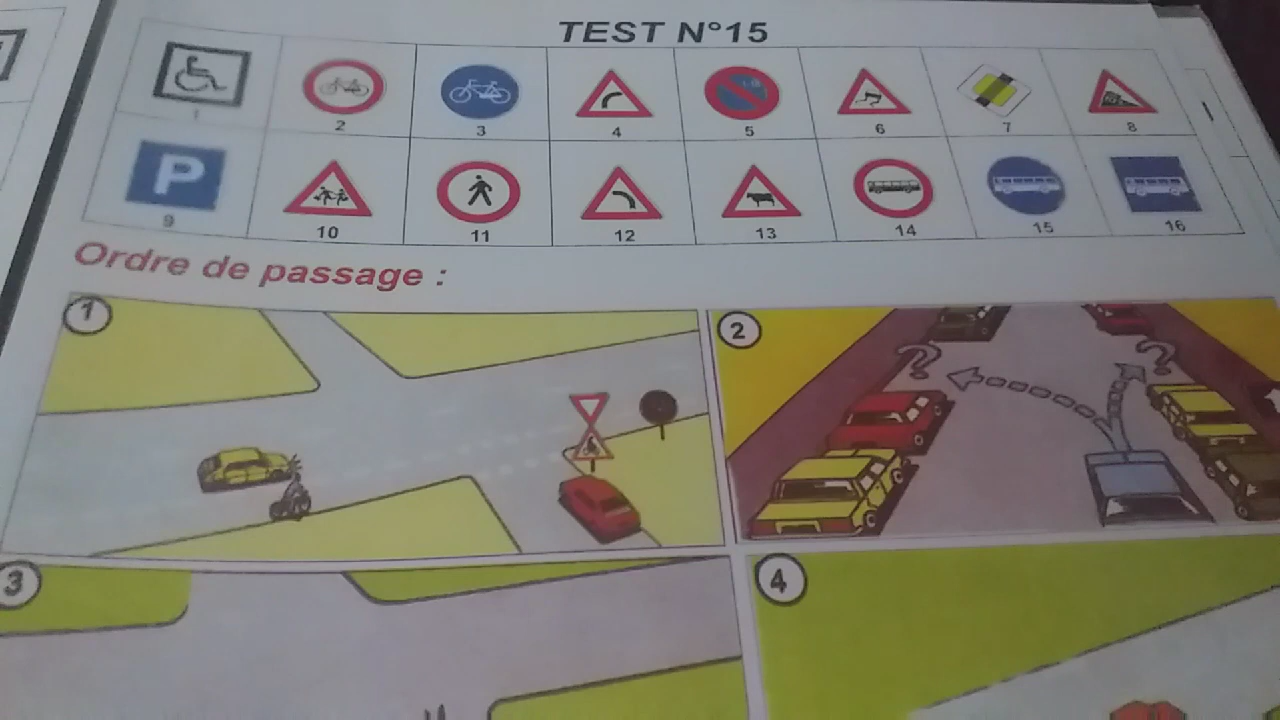 TEST N°15
1 2 3 4 5 6 7 8
P
9 10 11 12 13 14 15 16
Ordre de passage :
1 2
? ?
3 4